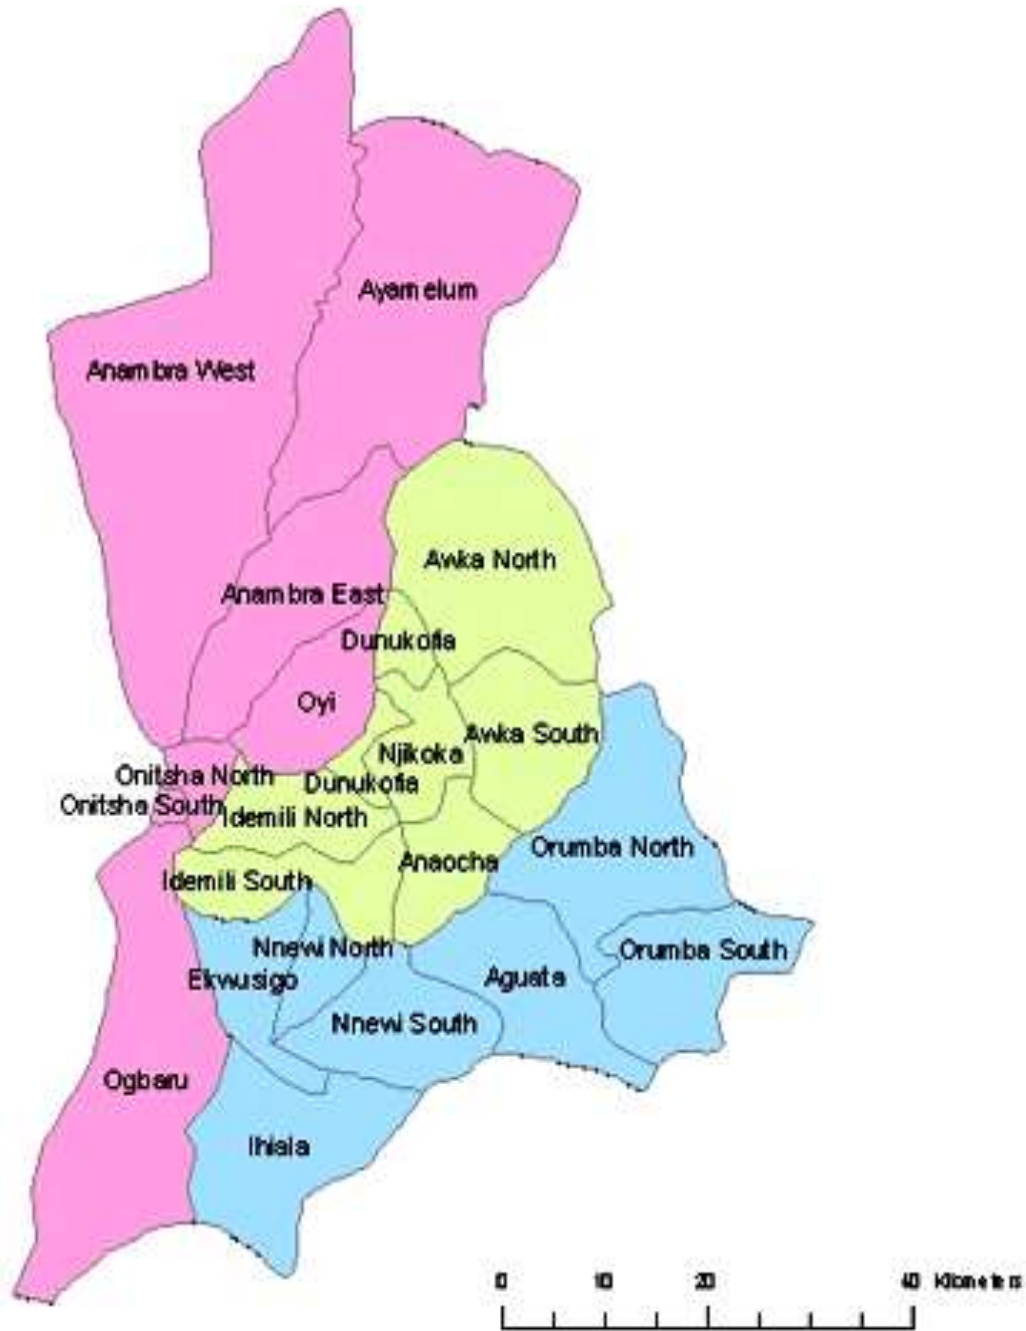 Ayamelum
Anambra West
Awka North
Anambra East
Dunukofia
Oyi
Awka South
Njikoka
Onitsha North
Dunukofia
Onitsha South
Idemili North
Orumba North
Anaocha
Idemili South
Nnewi North
Orumba South
Ekwusigo
Aguata
Nnewi South
Ogbaru
Ihiala
0 10 20 40 Kilometers